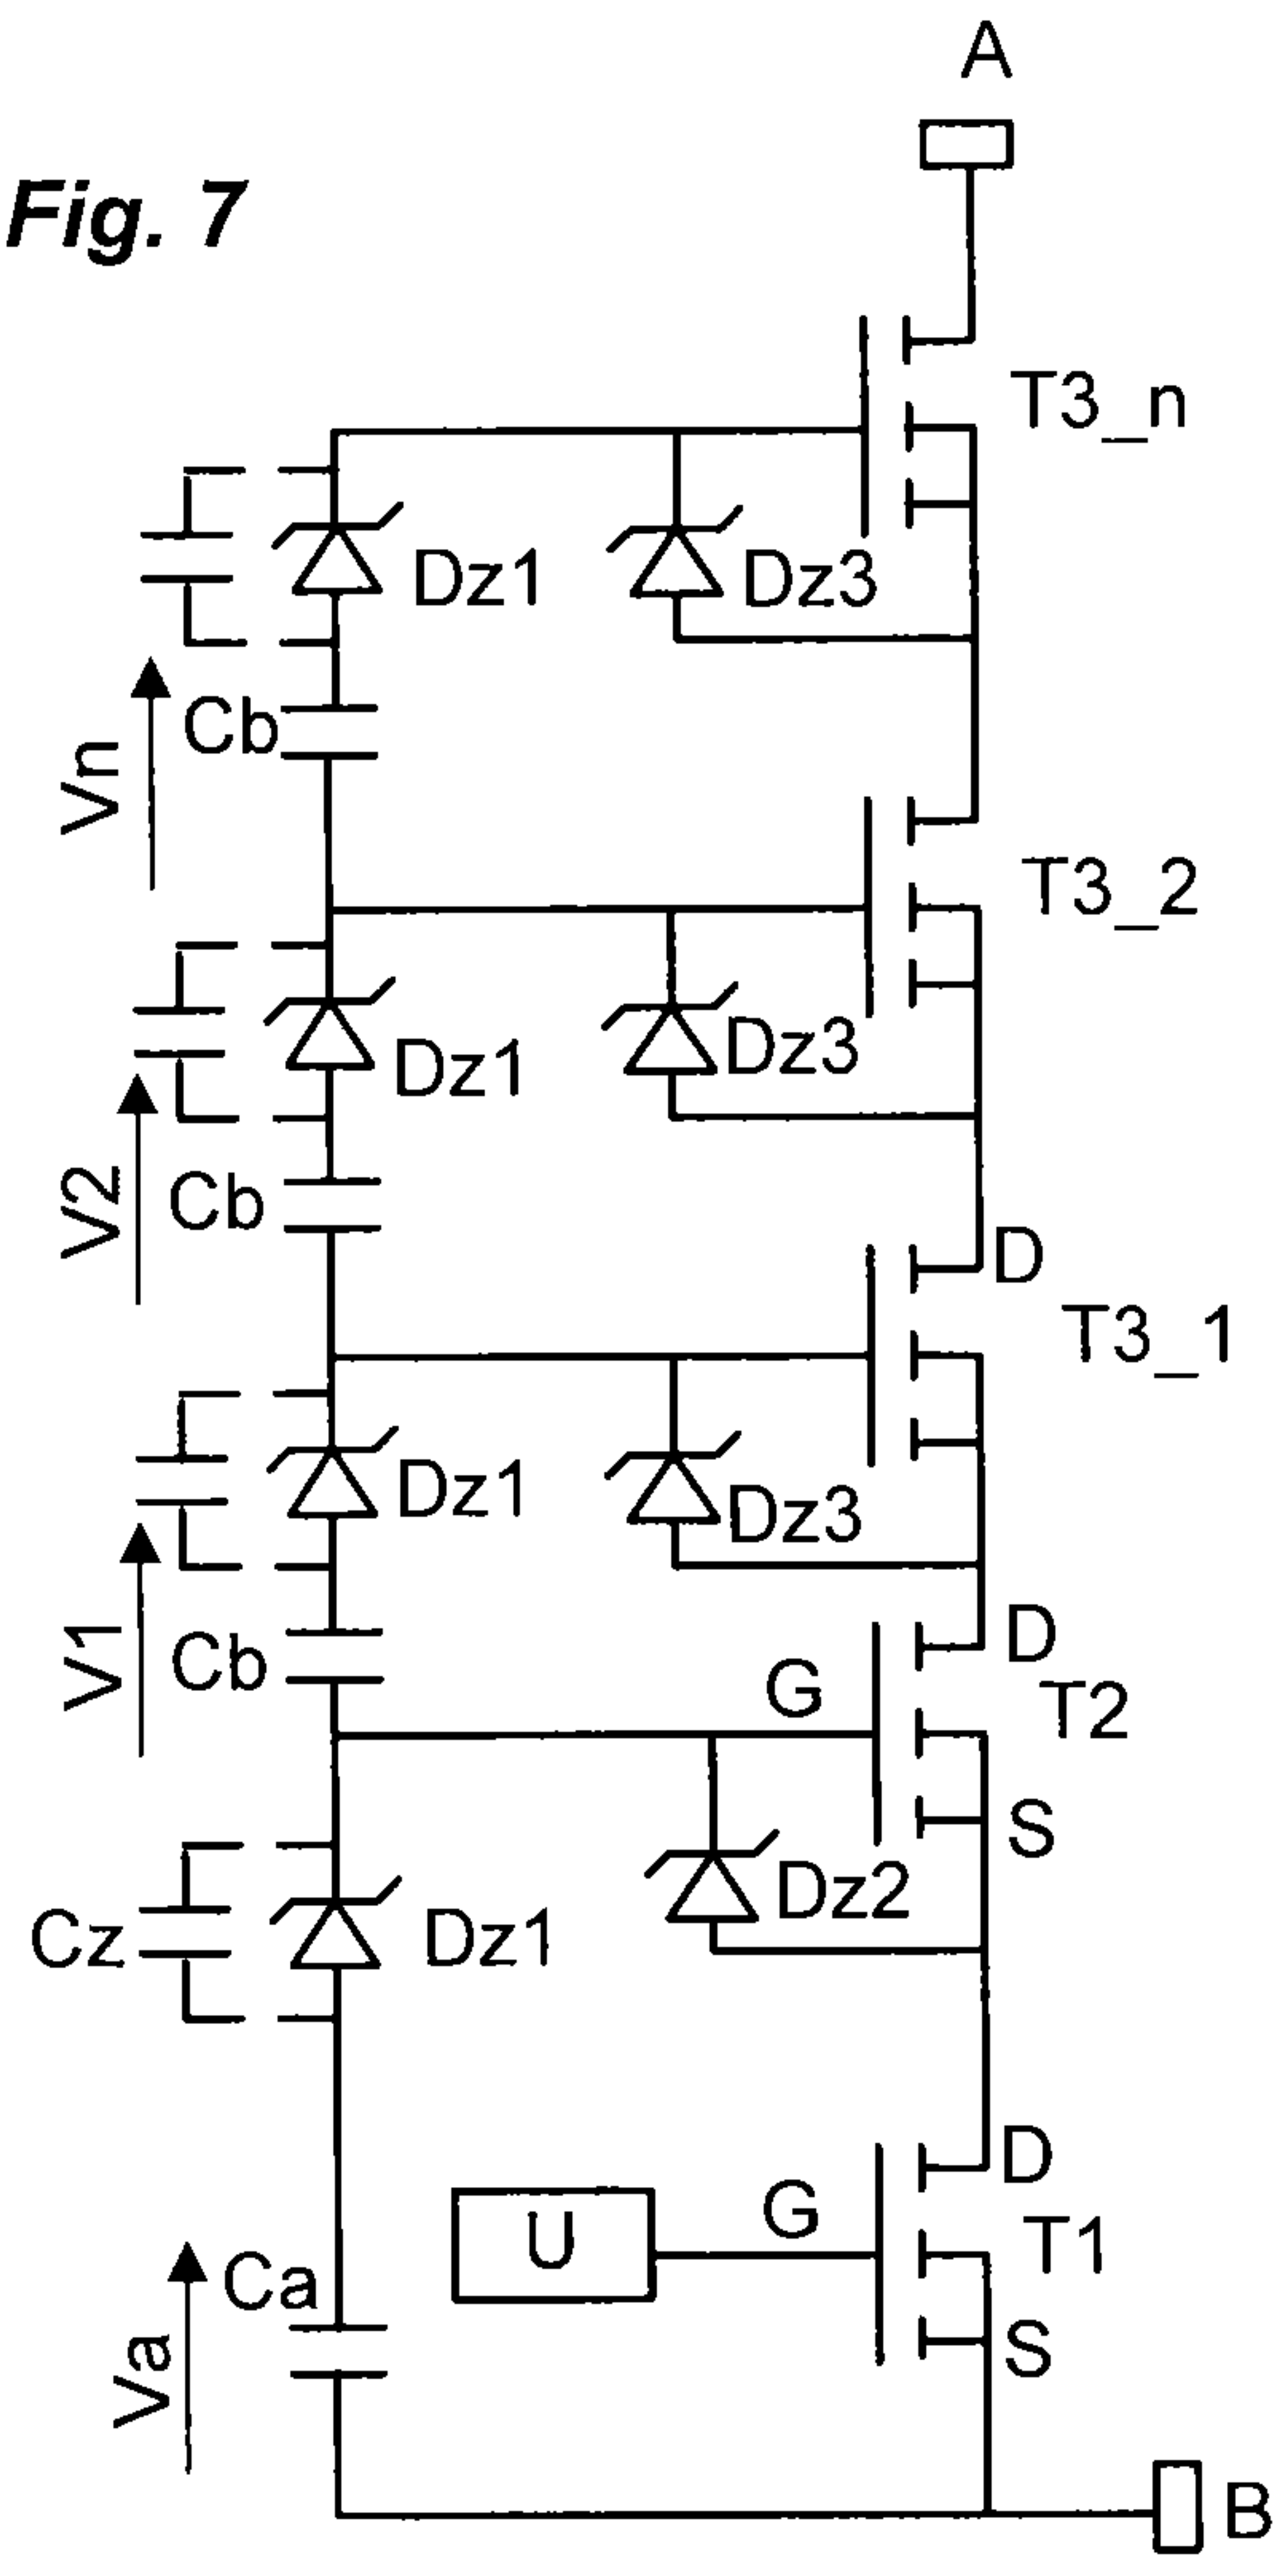 A
Fig. 7
T3_n
Dz1
Dz3
Cb
Vn
T3_2
Dz1
Dz3
V2
Cb
D
T3_1
Dz1
Dz3
V1
Cb
D
G
T2
S
Cz
Dz1
Dz2
D
U
G
T1
Ca
S
Va
B